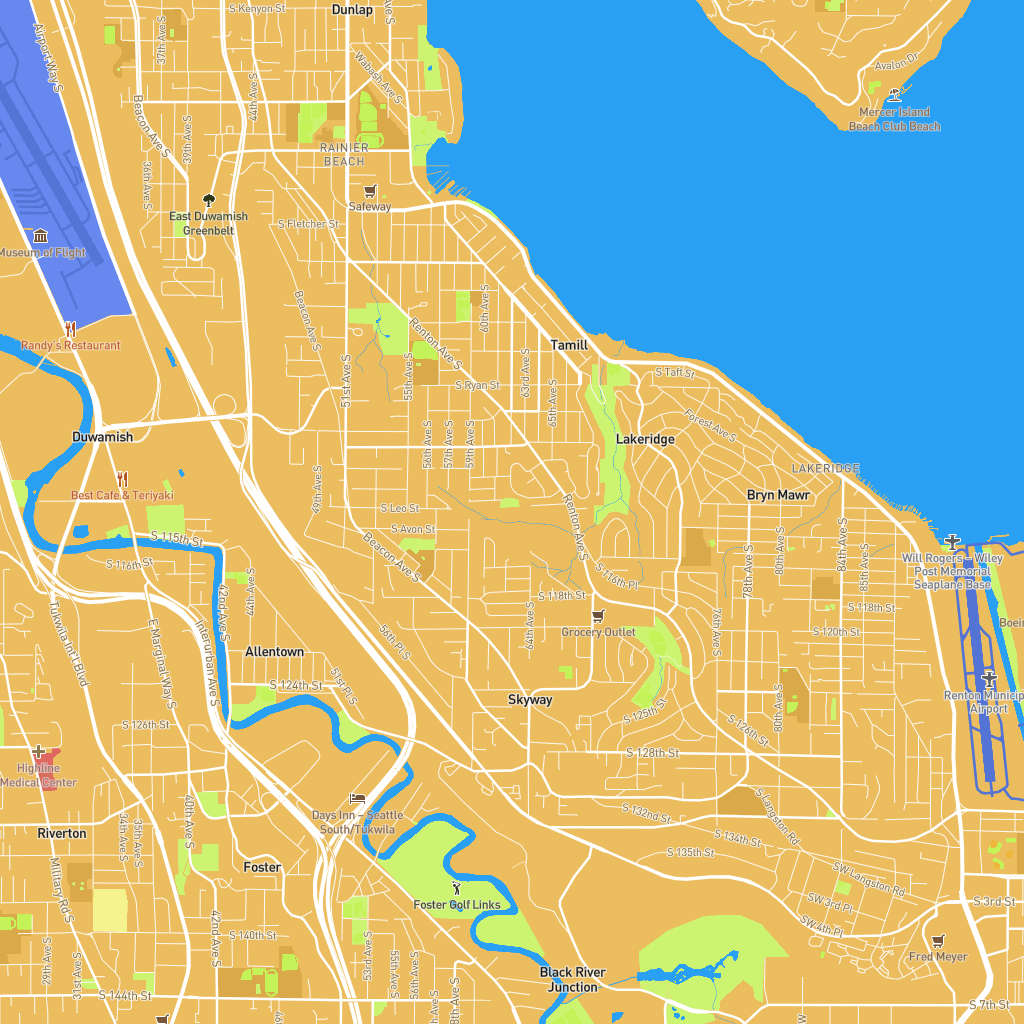 Dunlap
S Kenyon St
Airport Way S
37th Ave S
44th Ave S
Wabash Ave S
Avalon Dr
Mercer Island
Beach Club Beach
Beacon Ave S
39th Ave S
36th Ave S
RAINIER
BEACH
Safeway
East Duwamish
Greenbelt
S Fletcher St
Museum of Flight
Randy's Restaurant
Beacon Ave S
60th Ave S
Renton Ave S
Tamill
63rd Ave S
65th Ave S
51st Ave S
55th Ave S
S Ryan St
S Taft St
Forest Ave S
Duwamish
56th Ave S
57th Ave S
59th Ave S
Lakeridge
LAKERIDGE
Best Cafe & Teriyaki
49th Ave S
Bryn Mawr
S Leo St
S Avon St
Beacon Ave S
Renton Ave S
S 115th St
S 116th St
80th Ave S
84th Ave S
85th Ave S
Will Rogers – Wiley
Post Memorial
Seaplane Base
42nd Ave S
44th Ave S
S 116th Pl
78th Ave S
S 118th St
S 118th St
64th Ave S
76th Ave S
Tukwila Int'l Blvd
E Marginal Way S
Interurban Ave S
56th Pl S
Grocery Outlet
S 120th St
Allentown
51st Pl S
S 124th St
Skyway
80th Ave S
Renton Municip
Airport
S 125th St
S 126th St
S 126th St
S 128th St
Highline
Medical Center
S Langston Rd
Days Inn – Seattle
South/Tukwila
S 132nd St
S 134th St
S 135th St
Riverton
34th Ave S
35th Ave S
40th Ave S
Foster
SW Langston Rd
SW 3rd Pl
SW 4th Pl
S 3rd St
Military Rd S
Foster Golf Links
42nd Ave S
S 140th St
Fred Meyer
29th Ave S
31st Ave S
53rd Ave S
55th Ave S
56th Ave S
Black River
Junction
S 144th St
S 7th St